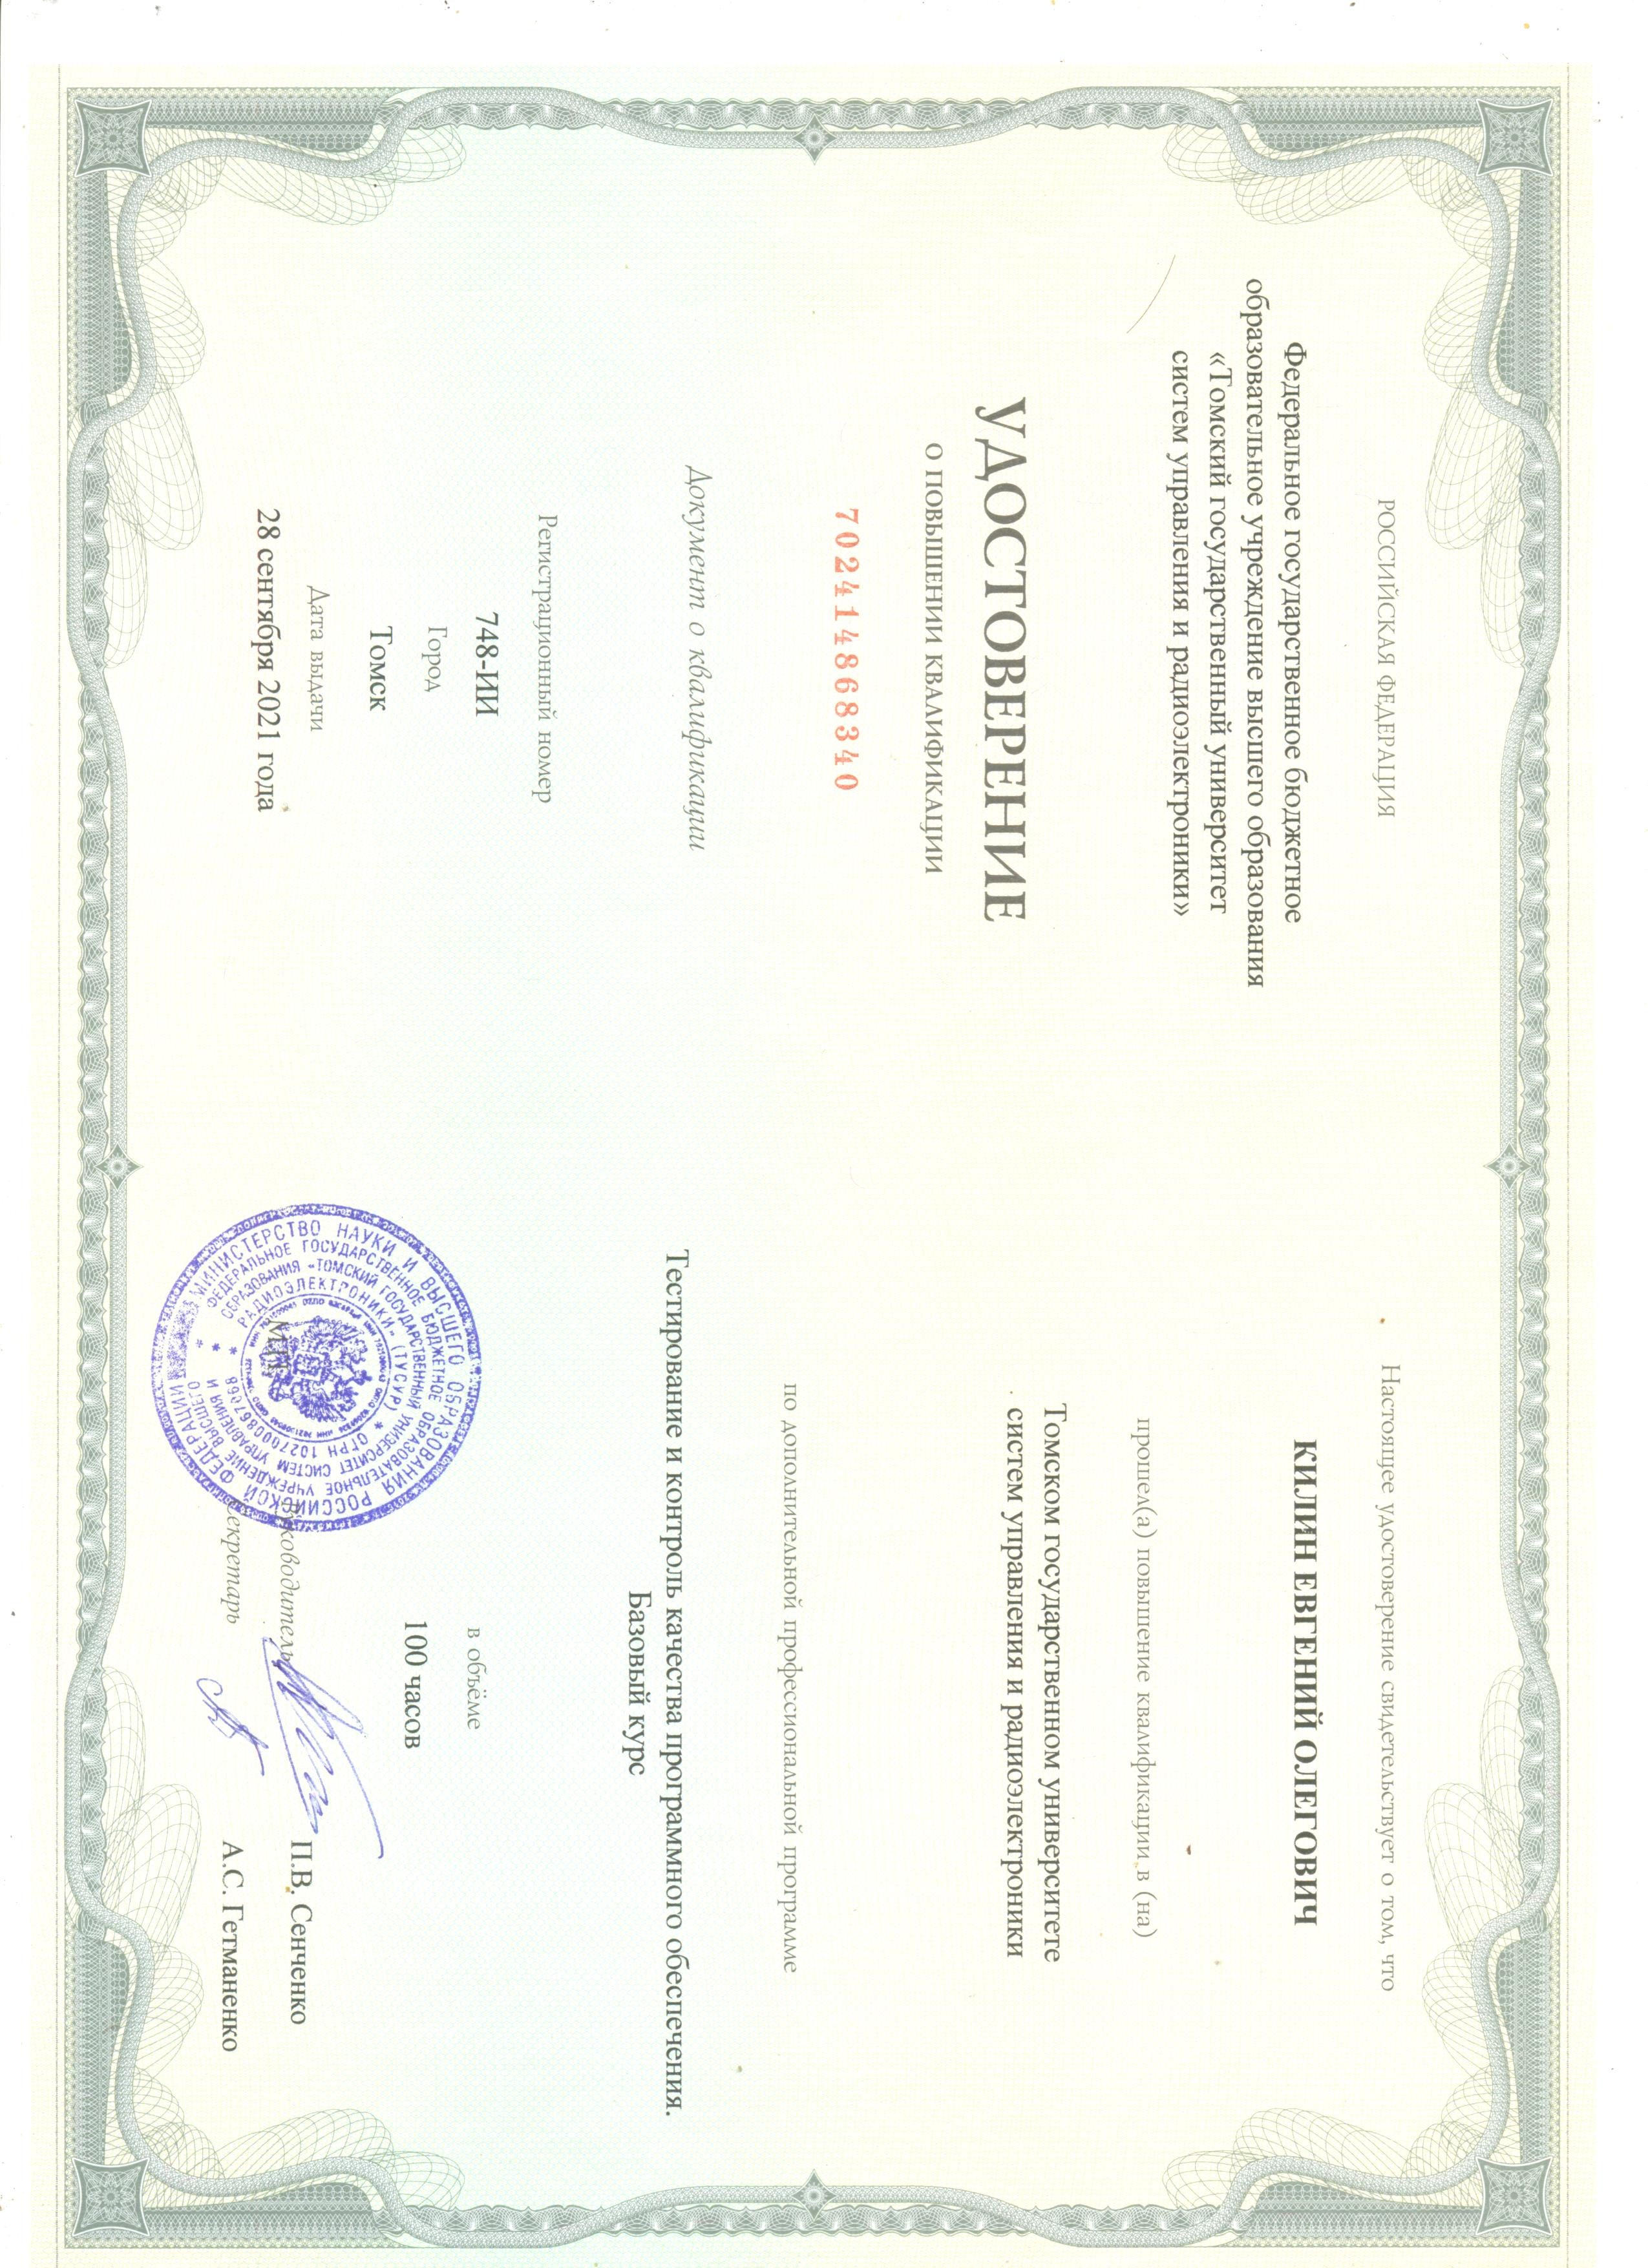 РОССИЙСКАЯ ФЕДЕРАЦИЯ
Федеральное государственное бюджетное
образовательное учреждение высшего образования
«Томский государственный университет
систем управления и радиоэлектроники»
УДОСТОВЕРЕНИЕ
О ПОВЫШЕНИИ КВАЛИФИКАЦИИ
702414868340
Документ о квалификации
Регистрационный номер
748-ИИ
Город
Томск
Дата выдачи
28 сентября 2021 года
Настоящее удостоверение свидетельствует о том, что
КИЛИН ЕВГЕНИЙ ОЛЕГОВИЧ
прошел(а) повышение квалификации в (на)
Томском государственном университете
систем управления и радиоэлектроники
по дополнительной профессиональной программе
Тестирование и контроль качества программного обеспечения.
Базовый курс
в объёме
100 часов
Руководитель
П.В. Сенченко
Секретарь
А.С. Гетманенко
М.П.
МИНИСТЕРСТВО НАУКИ И ВЫСШЕГО ОБРАЗОВАНИЯ РОССИЙСКОЙ ФЕДЕРАЦИИ
ФЕДЕРАЛЬНОЕ ГОСУДАРСТВЕННОЕ БЮДЖЕТНОЕ ОБРАЗОВАТЕЛЬНОЕ УЧРЕЖДЕНИЕ ВЫСШЕГО
ОБРАЗОВАНИЯ «ТОМСКИЙ ГОСУДАРСТВЕННЫЙ УНИВЕРСИТЕТ СИСТЕМ УПРАВЛЕНИЯ И
РАДИОЭЛЕКТРОНИКИ» (ТУСУР) * ОГРН 1027000867068